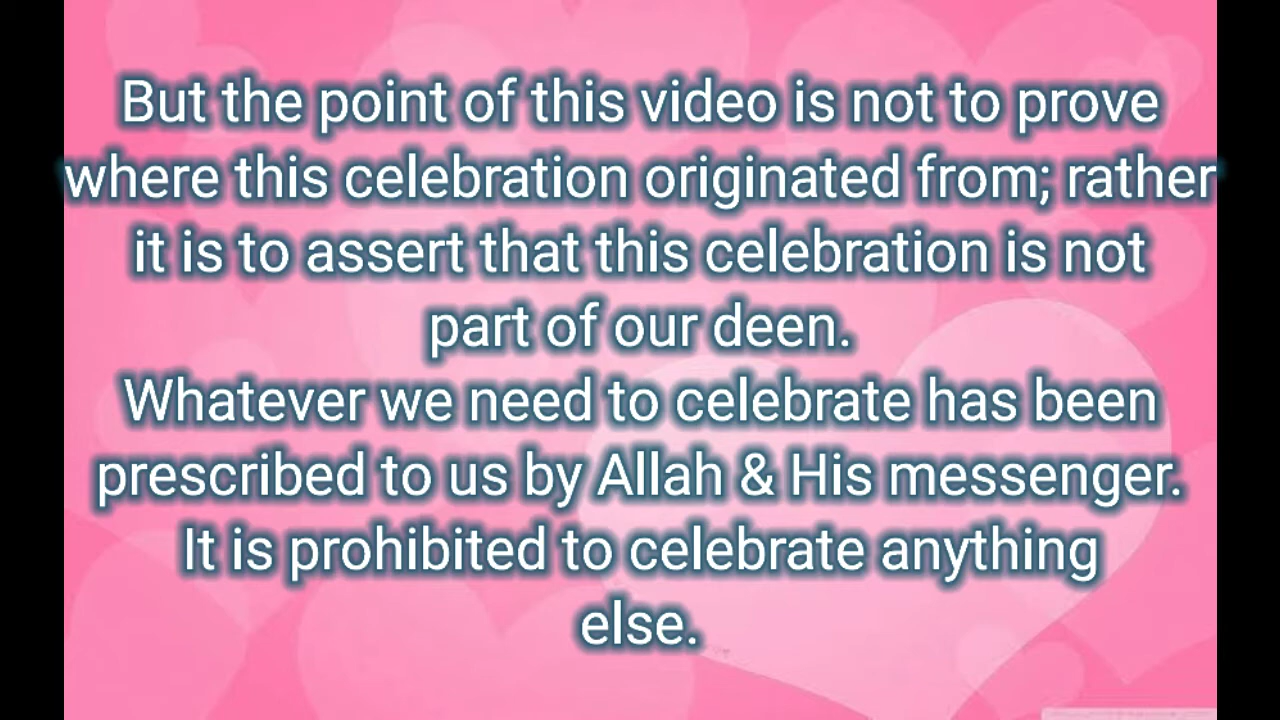 But the point of this video is not to prove
where this celebration originated from; rather
it is to assert that this celebration is not
part of our deen.
Whatever we need to celebrate has been
prescribed to us by Allah & His messenger.
It is prohibited to celebrate anything
else.